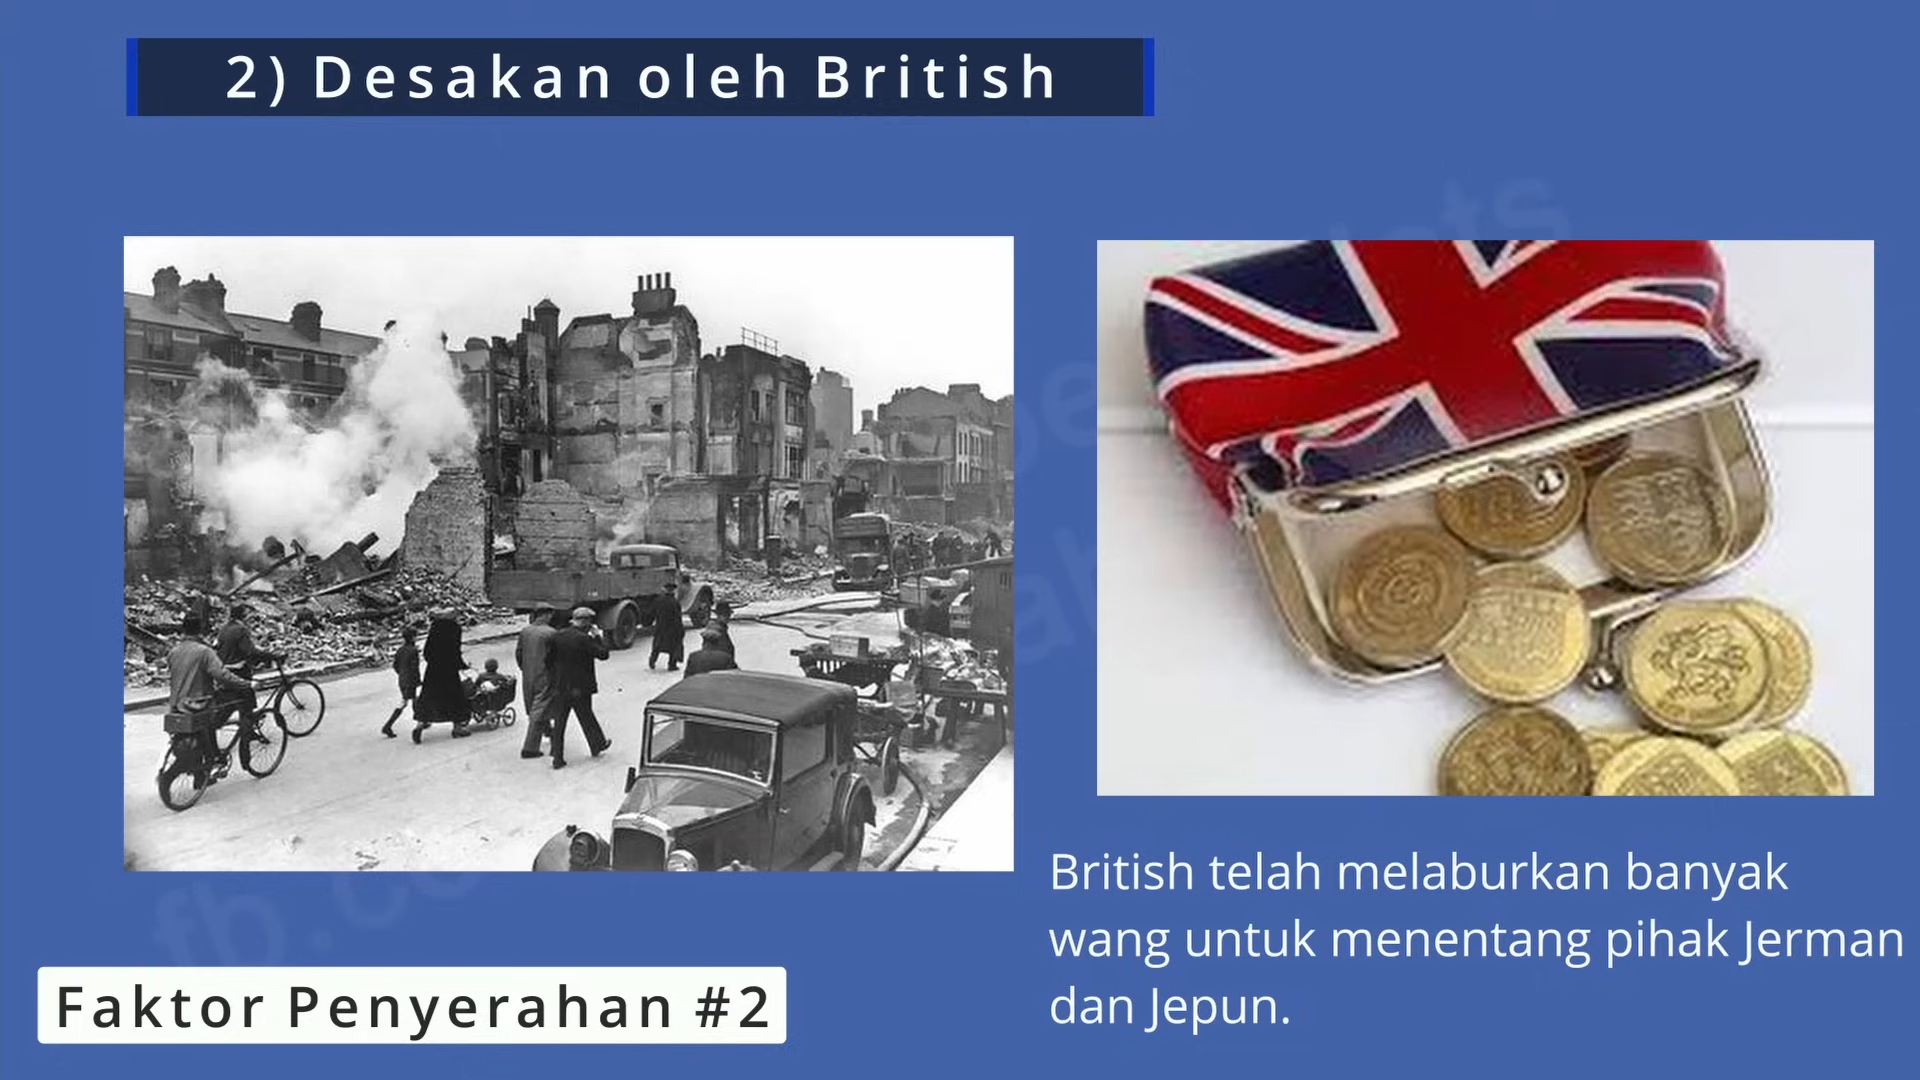 2) Desakan oleh British
British telah melaburkan banyak
wang untuk menentang pihak Jerman
dan Jepun.
Faktor Penyerahan #2